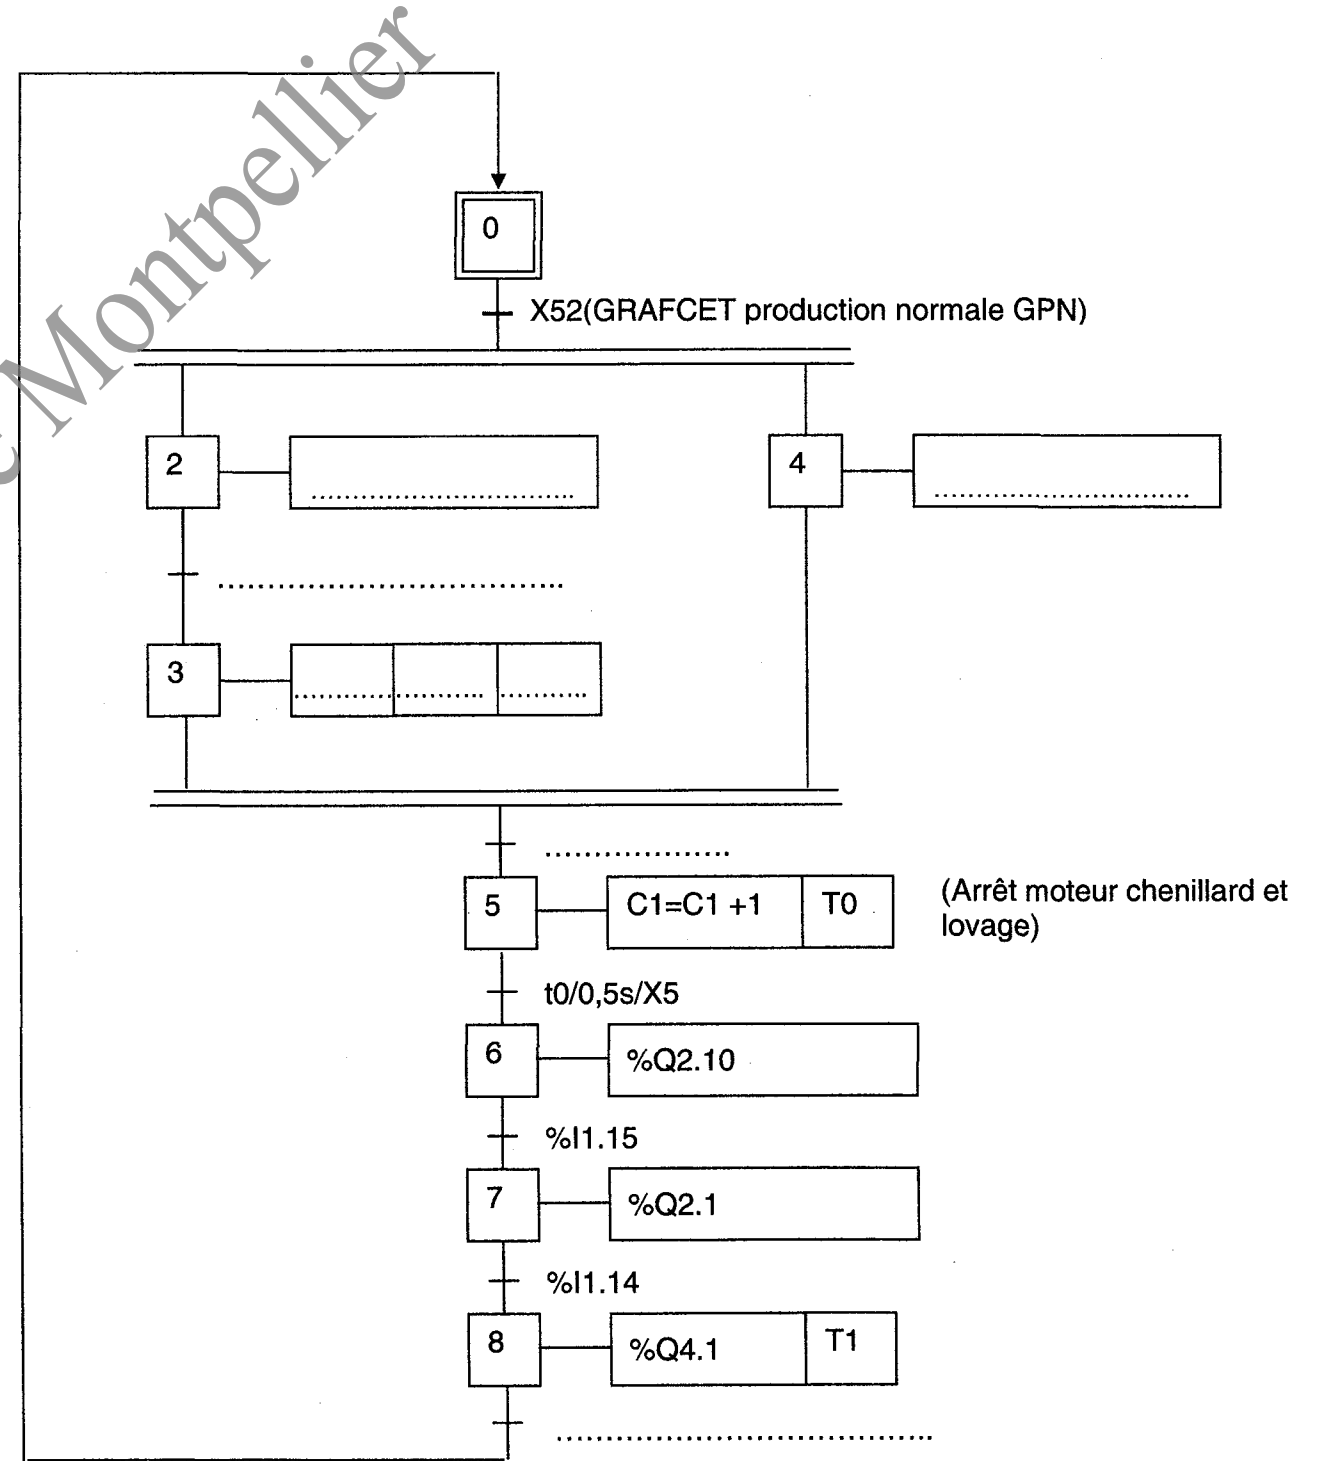 Montpellier
0
X52(GRAFCET production normale GPN)
2
4
..............................
..............................
..............................
3
..............................
..............................
5
C1=C1 +1
T0
(Arrêt moteur chenillard et
lovage)
t0/0,5s/X5
6
%Q2.10
%I1.15
7
%Q2.1
%I1.14
8
%Q4.1
T1
..............................